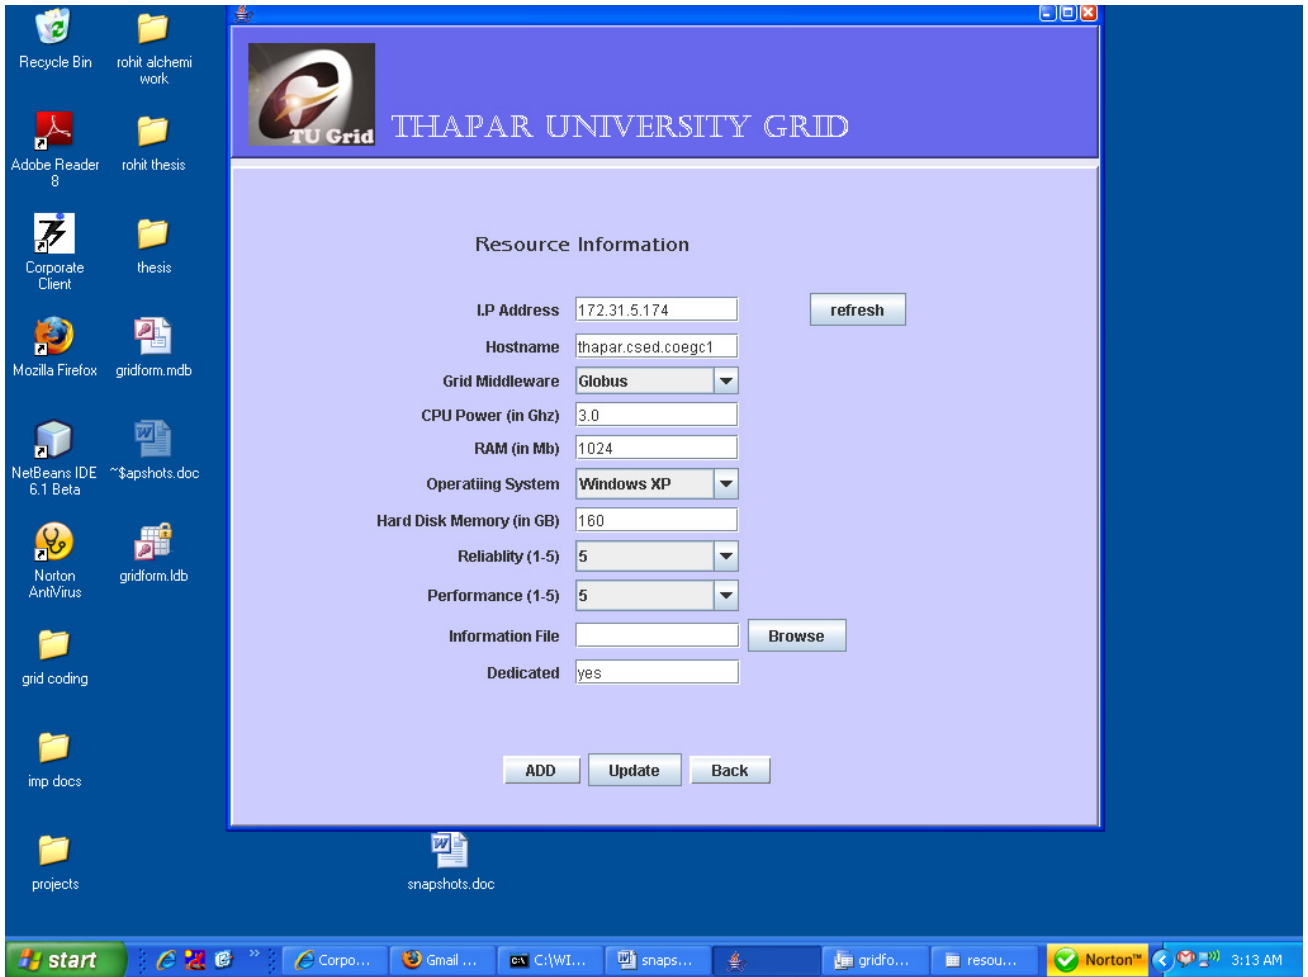 Recycle Bin
rohit alchemi
work
Adobe Reader
8
rohit thesis
Corporate
Client
thesis
Mozilla Firefox
gridform.mdb
NetBeans IDE
6.1 Beta
~$apshots.doc
Norton
AntiVirus
gridform.ldb
grid coding
imp docs
projects
TU Grid
THAPAR UNIVERSITY GRID
Resource Information
I.P Address 172.31.5.174 refresh
Hostname thapar.csed.coegc1
Grid Middleware Globus
CPU Power (in Ghz) 3.0
RAM (in Mb) 1024
Operatiing System Windows XP
Hard Disk Memory (in GB) 160
Reliablity (1-5) 5
Performance (1-5) 5
Information File Browse
Dedicated yes
ADD Update Back
snapshots.doc
start Corpo... Gmail ... C:\WI... snaps... gridfo... resou... Norton™ 3:13 AM